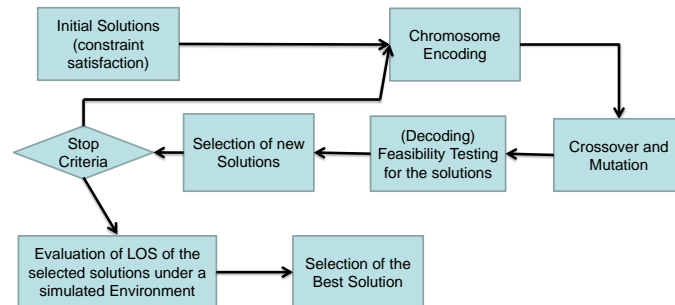 Initial Solutions
(constraint
satisfaction)
Chromosome
Encoding
Crossover and
Mutation
(Decoding)
Feasibility Testing
for the solutions
Selection of new
Solutions
Stop
Criteria
Evaluation of LOS of the
selected solutions under a
simulated Environment
Selection of the
Best Solution